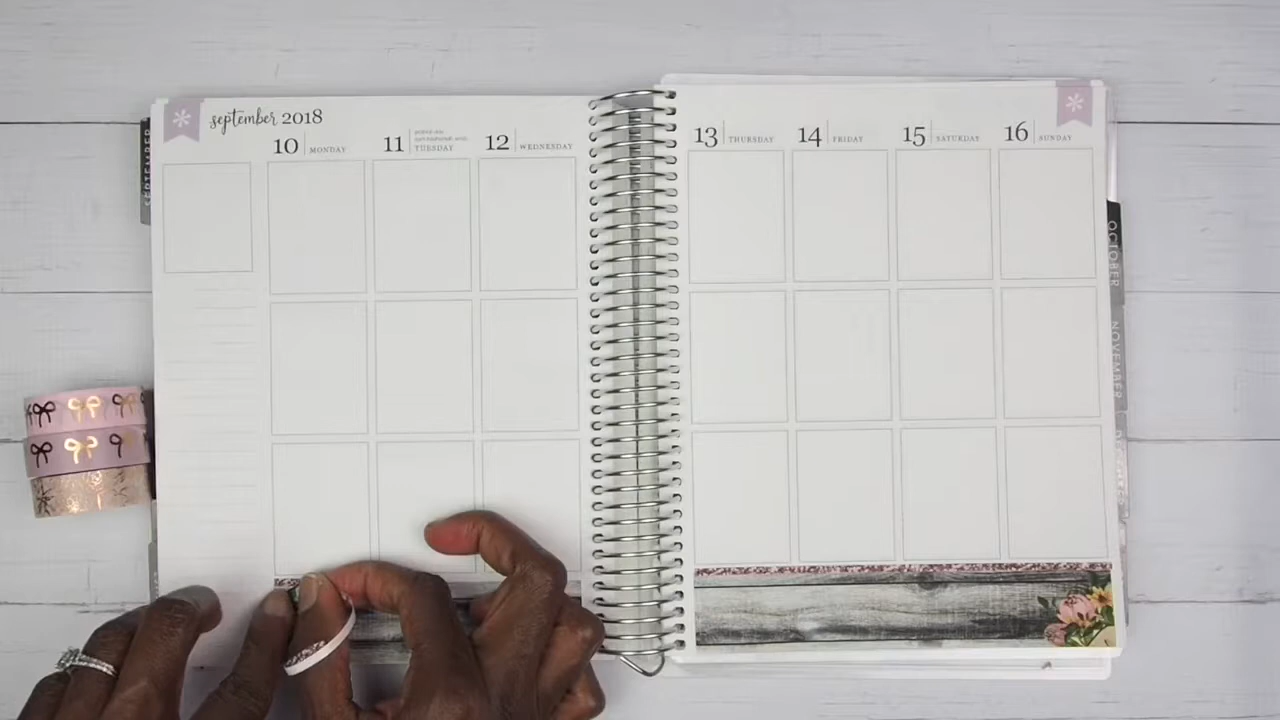 september 2018
10 MONDAY
11 TUESDAY
12 WEDNESDAY
13 THURSDAY
14 FRIDAY
15 SATURDAY
16 SUNDAY
SEPTEMBER
OCTOBER
NOVEMBER